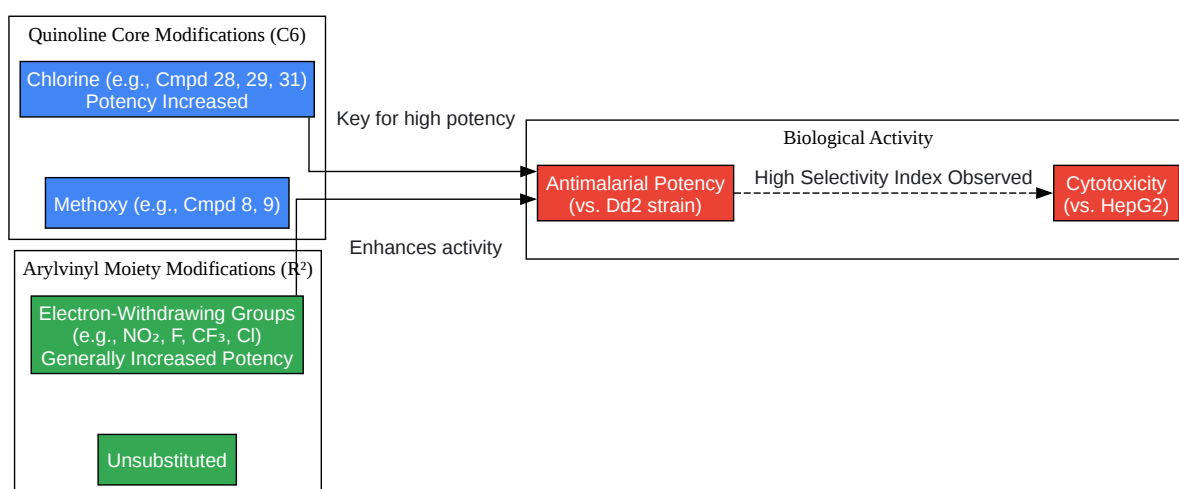 Quinoline Core Modifications (C6)
Chlorine (e.g., Cmpd 28, 29, 31)
Potency Increased
Methoxy (e.g., Cmpd 8, 9)
Key for high potency
Enhances activity
Biological Activity
Antimalarial Potency
(vs. Dd2 strain)
High Selectivity Index Observed
Cytotoxicity
(vs. HepG2)
Arylvinyl Moiety Modifications (R²)
Electron-Withdrawing Groups
(e.g., NO₂, F, CF₃, Cl)
Generally Increased Potency
Unsubstituted